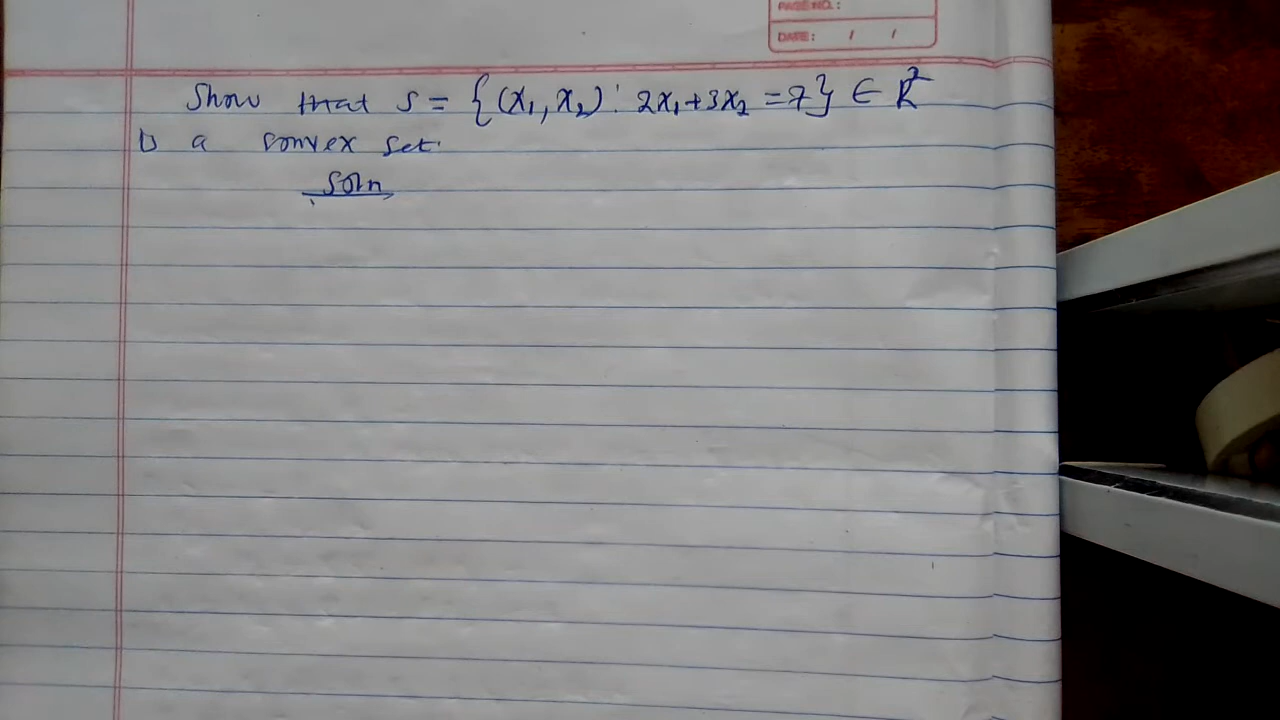 PAGE NO.:
DATE: / /
Show that S = {(x₁, x₂) : 2x₁+3x₂ = 7} ∈ R²
is a convex set.
Soln